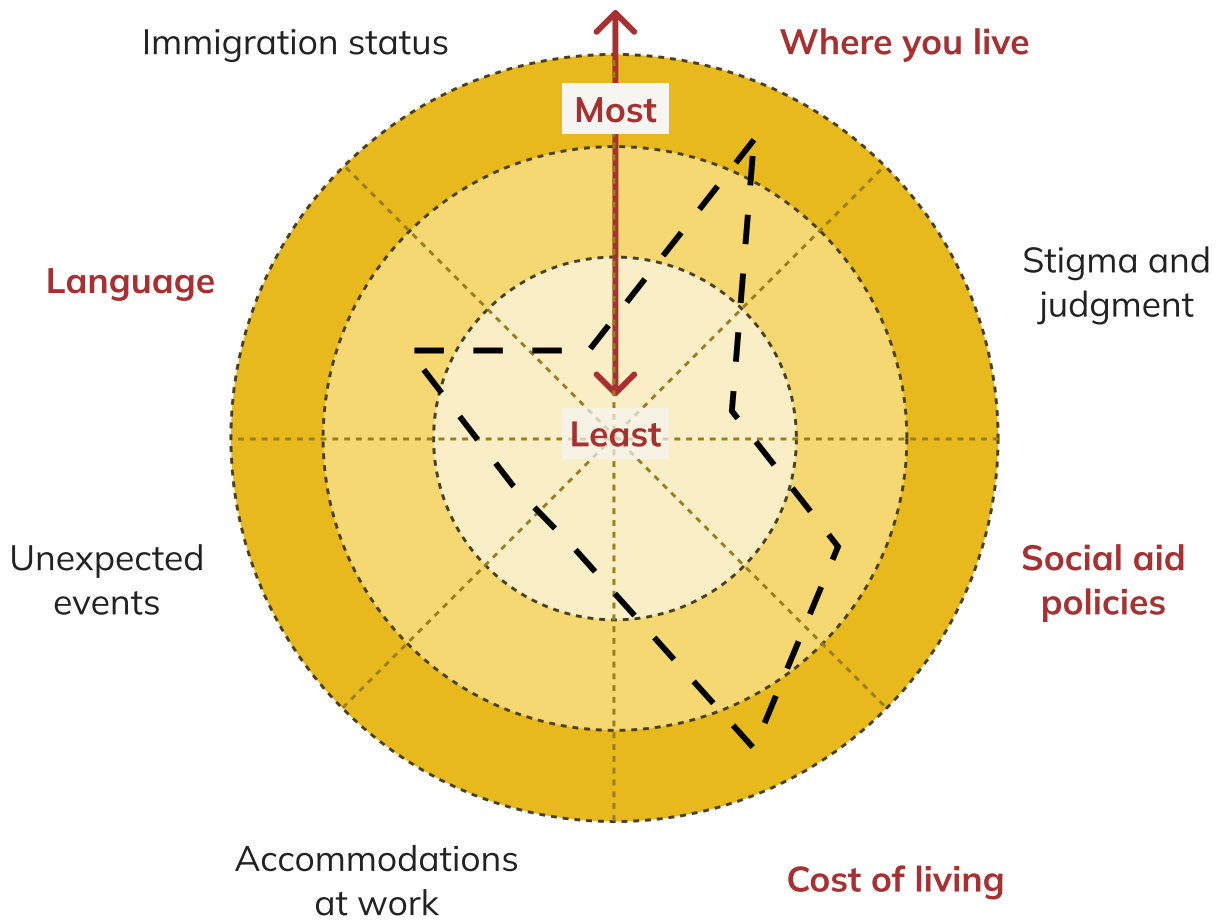 Immigration status
Where you live
Most
Language
Stigma and
judgment
Least
Unexpected
events
Social aid
policies
Accommodations
at work
Cost of living